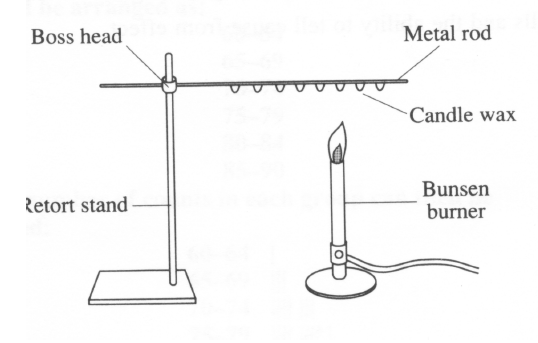 Boss head
Metal rod
Candle wax
Retort stand
Bunsen
burner